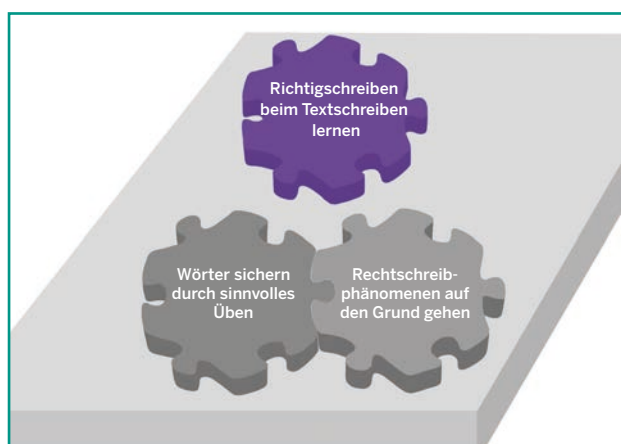 Richtigschreiben
beim Textschreiben
lernen
Wörter sichern
durch sinnvolles
Üben
Rechtschreib-
phänomenen auf
den Grund gehen